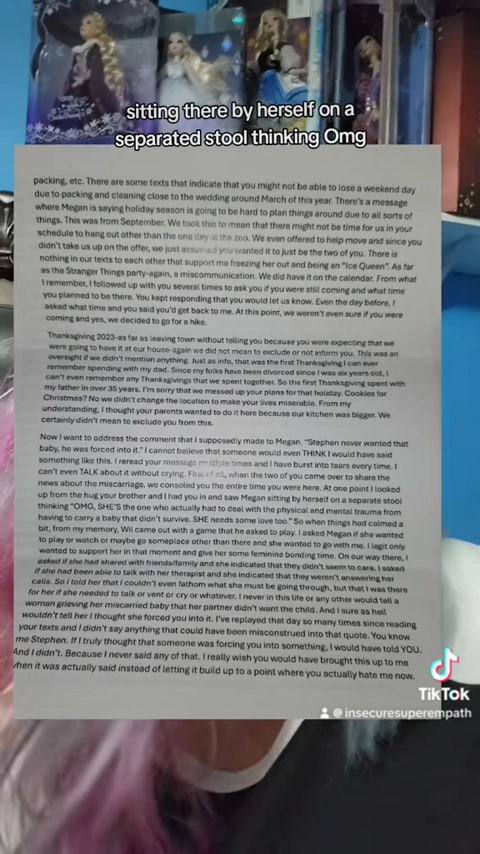 sitting there by herself on a
separated stool thinking Omg
packing, etc. There are some texts that indicate that you might not be able to lose a weekend day
due to packing and cleaning close to the wedding around March of this year. There's a message
where Megan is saying holiday season is going to be hard to plan things around due to all sorts of
things. This was from September. We took this to mean that there might not be time for us in your
schedule to hang out other than the one day at the zoo. We even offered to help move and since you
didn't take us up on the offer, we just assumed you wanted it to just be the two of you. There is
nothing in our texts to each other that support me freezing her out and being an "Ice Queen". As far
as the Stranger Things party-again, a miscommunication. We did have it on the calendar. From what
I remember, I followed up with you several times to ask you if you were still coming and what time
you planned to be there. You kept responding that you would let us know. Even the day before, I
asked what time and you said you'd get back to me. At this point, we weren't even sure if you were
coming and yes, we decided to go for a hike.
Thanksgiving 2023-as far as leaving town without telling you because you were expecting that we
were going to have it at our house-again we did not mean to exclude or not inform you. This was an
oversight if we didn't mention anything. Just as info, that was the first Thanksgiving I can ever
remember spending with my dad. Since my folks have been divorced since I was six years old, I
can't even remember any Thanksgivings that we spent together. So the first Thanksgiving spent with
my father in over 35 years. I'm sorry that we messed up your plans for that holiday. Cookies for
Christmas? No we didn't change the location to make your lives miserable. From my
understanding, I thought your parents wanted to do it here because our kitchen was bigger. We
certainly didn't mean to exclude you from this.
Now I want to address the comment that I supposedly made to Megan. "Stephen never wanted that
baby, he was forced into it." I cannot believe that someone would even THINK I would have said
something like this. I reread your message multiple times and I have burst into tears every time. I
can't even TALK about it without crying. First of all, when the two of you came over to share the
news about the miscarriage, we consoled you the entire time you were here. At one point I looked
up from the hug your brother and I had you in and saw Megan sitting by herself on a separate stool
thinking "OMG, SHE'S the one who actually had to deal with the physical and mental trauma from
having to carry a baby that didn't survive. SHE needs some love too." So when things had calmed a
bit, from my memory, Wil came out with a game that he asked to play. I asked Megan if she wanted
to play or watch or maybe go someplace other than there and she wanted to go with me. I legit only
wanted to support her in that moment and give her some feminine bonding time. On our way there, I
asked if she had shared with friends/family and she indicated that they didn't seem to care. I asked
if she had been able to talk with her therapist and she indicated that they weren't answering her
calls. So I told her that I couldn't even fathom what she must be going through, but that I was there
for her if she needed to talk or vent or cry or whatever. I never in this life or any other would tell a
woman grieving her miscarried baby that her partner didn't want the child. And I sure as hell
wouldn't tell her I thought she forced you into it. I've replayed that day so many times since reading
your texts and I didn't say anything that could have been misconstrued into that quote. You know
me Stephen. If I truly thought that someone was forcing you into something, I would have told YOU.
And I didn't. Because I never said any of that. I really wish you would have brought this up to me
when it was actually said instead of letting it build up to a point where you actually hate me now.
TikTok
@insecuresuperempath